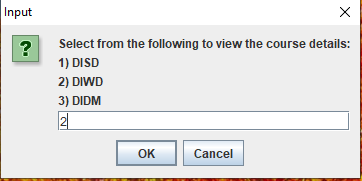 Input
Select from the following to view the course details:
1) DISD
2) DIWD
3) DIDM
2
OK Cancel